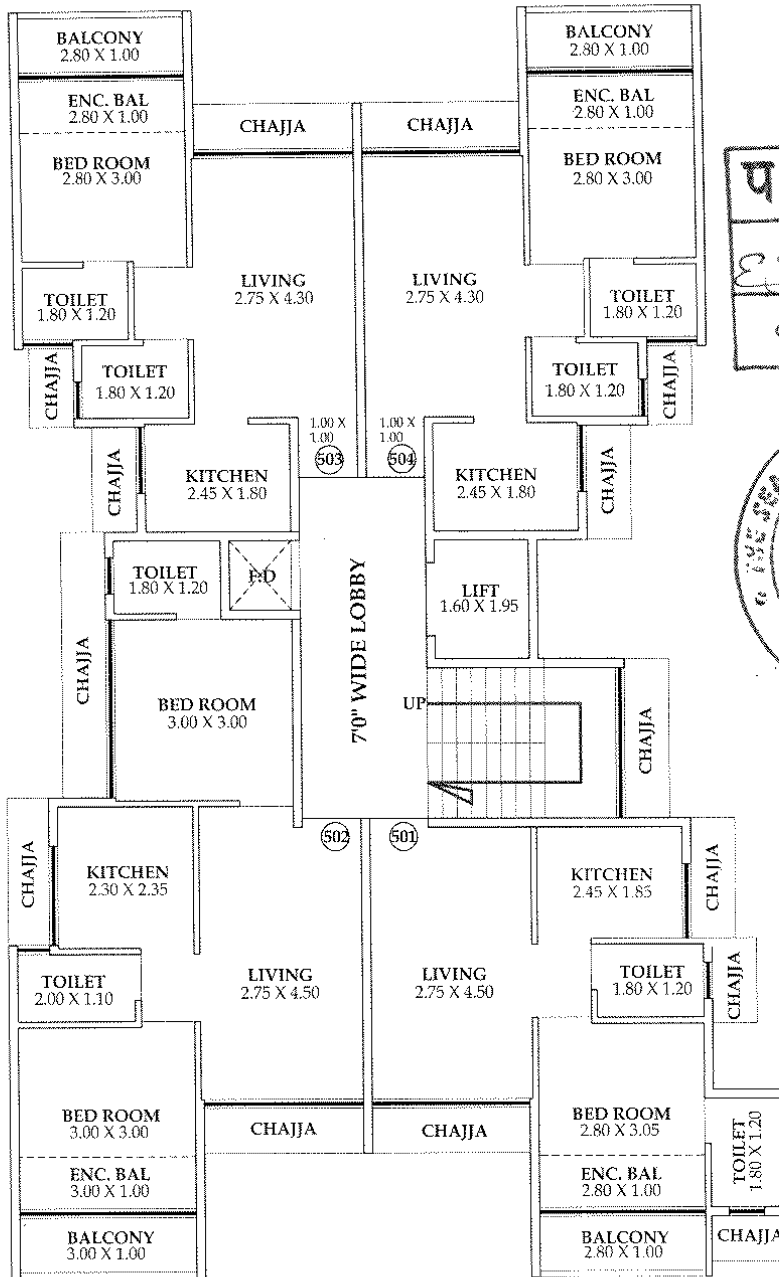 BALCONY
2.80 X 1.00
BALCONY
2.80 X 1.00
ENC. BAL
2.80 X 1.00
ENC. BAL
2.80 X 1.00
CHAJJA
CHAJJA
BED ROOM
2.80 X 3.00
BED ROOM
2.80 X 3.00
प
LIVING
2.75 X 4.30
LIVING
2.75 X 4.30
TOILET
1.80 X 1.20
TOILET
1.80 X 1.20
CHAJJA
TOILET
1.80 X 1.20
TOILET
1.80 X 1.20
CHAJJA
1.00 X
1.00
503
1.00 X
1.00
504
CHAJJA
KITCHEN
2.45 X 1.80
KITCHEN
2.45 X 1.80
CHAJJA
TOILET
1.80 X 1.20
F.D
7'0" WIDE LOBBY
LIFT
1.60 X 1.95
CHAJJA
BED ROOM
3.00 X 3.00
UP
CHAJJA
502
501
CHAJJA
KITCHEN
2.30 X 2.35
KITCHEN
2.45 X 1.85
CHAJJA
TOILET
2.00 X 1.10
LIVING
2.75 X 4.50
LIVING
2.75 X 4.50
TOILET
1.80 X 1.20
CHAJJA
BED ROOM
3.00 X 3.00
CHAJJA
CHAJJA
BED ROOM
2.80 X 3.05
TOILET
1.80 X 1.20
ENC. BAL
3.00 X 1.00
ENC. BAL
2.80 X 1.00
BALCONY
3.00 X 1.00
BALCONY
2.80 X 1.00
CHAJJA